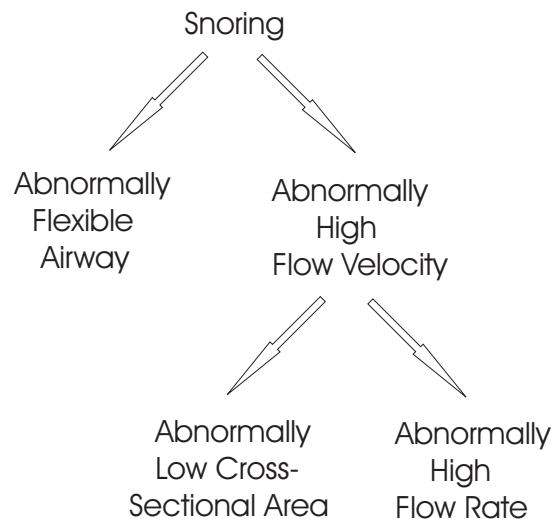 Snoring
Abnormally
Flexible
Airway
Abnormally
High
Flow Velocity
Abnormally
Low Cross-
Sectional Area
Abnormally
High
Flow Rate